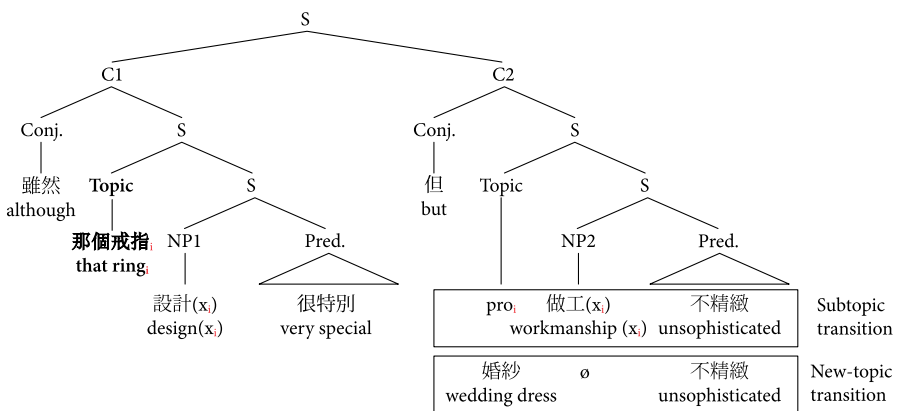 S
C1 C2
Conj. S Conj. S
雖然 Topic S 但 Topic S
although but
那個戒指i NP1 Pred. NP2 Pred.
that ringi
設計(xi) 很特別 proi 做工(xi) 不精緻 Subtopic
design(xi) very special workmanship (xi) unsophisticated transition
婚紗 ø 不精緻 New-topic
wedding dress unsophisticated transition